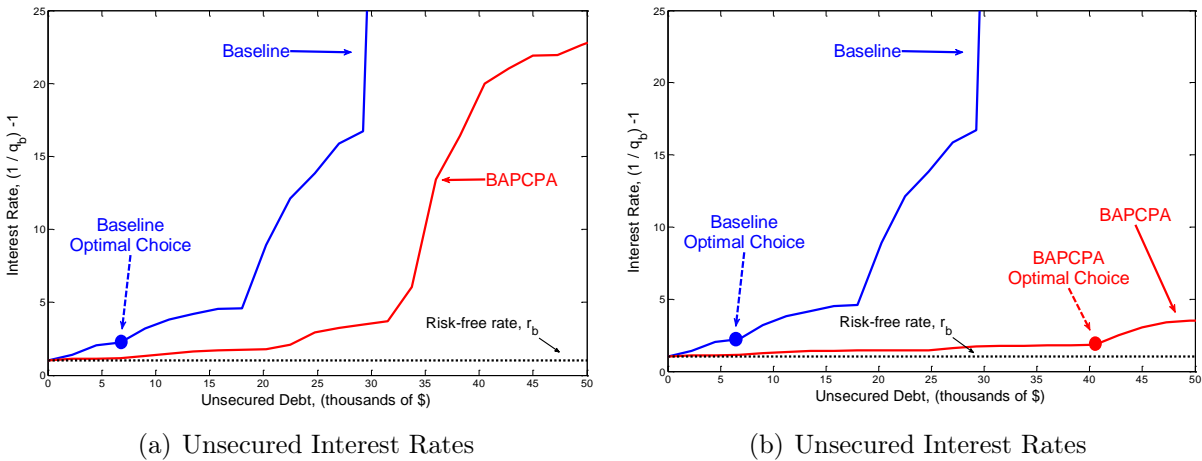 25
20
15
10
5
0
Interest Rate, (1 / q_b) -1
Baseline
BAPCPA
Baseline
Optimal Choice
Risk-free rate, r_b
0 5 10 15 20 25 30 35 40 45 50
Unsecured Debt, (thousands of $)
(a) Unsecured Interest Rates
25
20
15
10
5
0
Interest Rate, (1 / q_b) -1
Baseline
Baseline
Optimal Choice
BAPCPA
BAPCPA
Optimal Choice
Risk-free rate, r_b
0 5 10 15 20 25 30 35 40 45 50
Unsecured Debt, (thousands of $)
(b) Unsecured Interest Rates